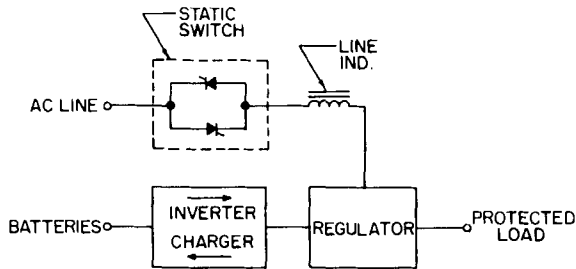 STATIC
SWITCH
LINE
IND.
AC LINE
BATTERIES
INVERTER
CHARGER
REGULATOR
PROTECTED
LOAD